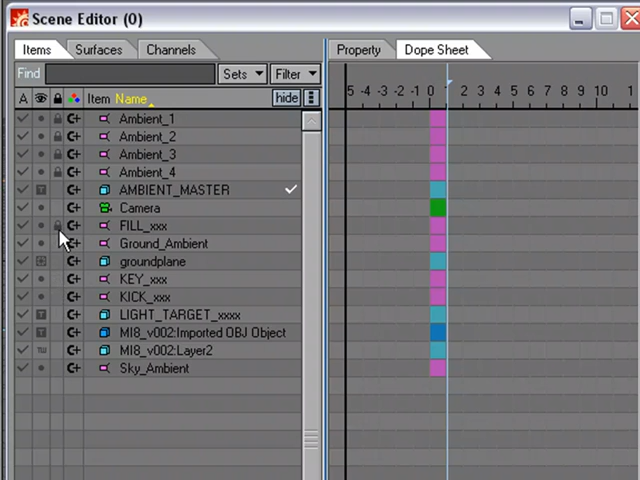 Scene Editor (0)
Items Surfaces Channels Property Dope Sheet
Find Sets Filter
A Item Name hide 5 -4 -3 -2 -1 0 1 2 3 4 5 6 7 8 9 10 1
Ambient_1
Ambient_2
Ambient_3
Ambient_4
T AMBIENT_MASTER
Camera
FILL_xxx
Ground_Ambient
groundplane
KEY_xxx
KICK_xxx
T LIGHT_TARGET_xxxx
T MI8_v002:Imported OBJ Object
MI8_v002:Layer2
Sky_Ambient